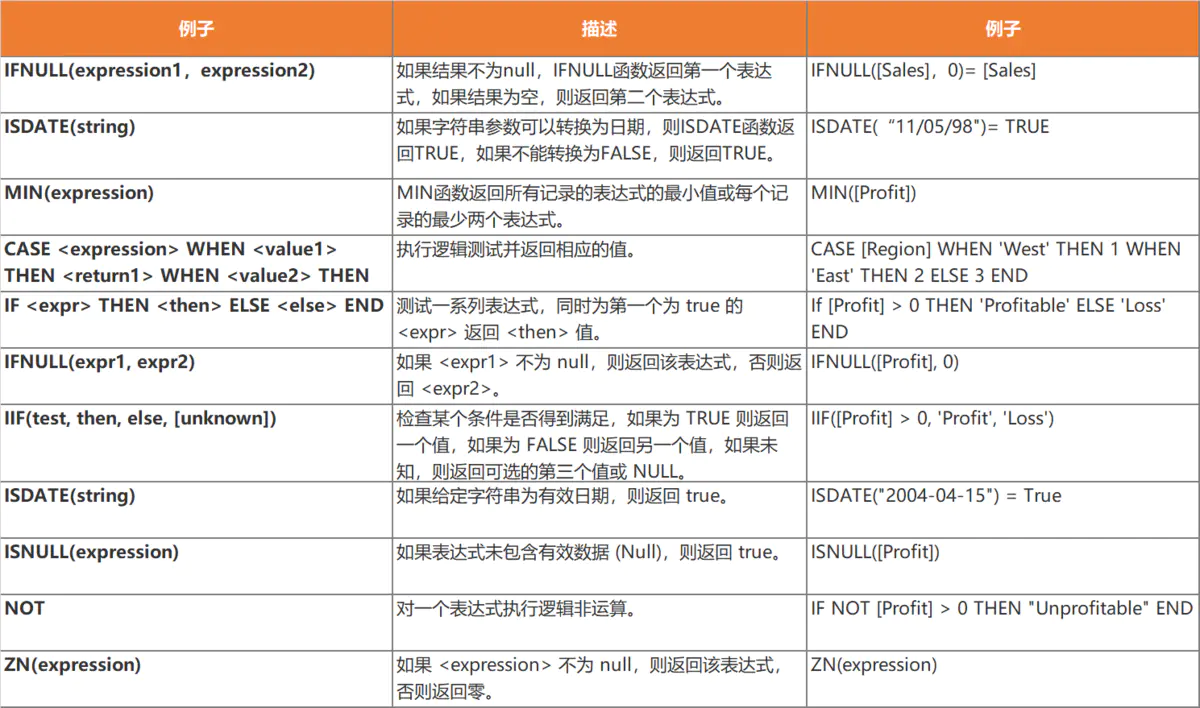 例子
描述
例子
IFNULL(expression1，expression2)
如果结果不为null，IFNULL函数返回第一个表达
式，如果结果为空，则返回第二个表达式。
IFNULL([Sales]，0)= [Sales]
ISDATE(string)
如果字符串参数可以转换为日期，则ISDATE函数返
回TRUE，如果不能转换为FALSE，则返回TRUE。
ISDATE(“11/05/98")= TRUE
MIN(expression)
MIN函数返回所有记录的表达式的最小值或每个记
录的最少两个表达式。
MIN([Profit])
CASE <expression> WHEN <value1>
THEN <return1> WHEN <value2> THEN
执行逻辑测试并返回相应的值。
CASE [Region] WHEN 'West' THEN 1 WHEN
'East' THEN 2 ELSE 3 END
IF <expr> THEN <then> ELSE <else> END
测试一系列表达式，同时为第一个为 true 的
<expr> 返回 <then> 值。
If [Profit] > 0 THEN 'Profitable' ELSE 'Loss'
END
IFNULL(expr1, expr2)
如果 <expr1> 不为 null，则返回该表达式，否则返
回 <expr2>。
IFNULL([Profit], 0)
IIF(test, then, else, [unknown])
检查某个条件是否得到满足，如果为 TRUE 则返回
一个值，如果为 FALSE 则返回另一个值，如果未
知，则返回可选的第三个值或 NULL。
IIF([Profit] > 0, 'Profit', 'Loss')
ISDATE(string)
如果给定字符串为有效日期，则返回 true。
ISDATE("2004-04-15") = True
ISNULL(expression)
如果表达式未包含有效数据 (Null)，则返回 true。
ISNULL([Profit])
NOT
对一个表达式执行逻辑非运算。
IF NOT [Profit] > 0 THEN "Unprofitable" END
ZN(expression)
如果 <expression> 不为 null，则返回该表达式，
否则返回零。
ZN(expression)